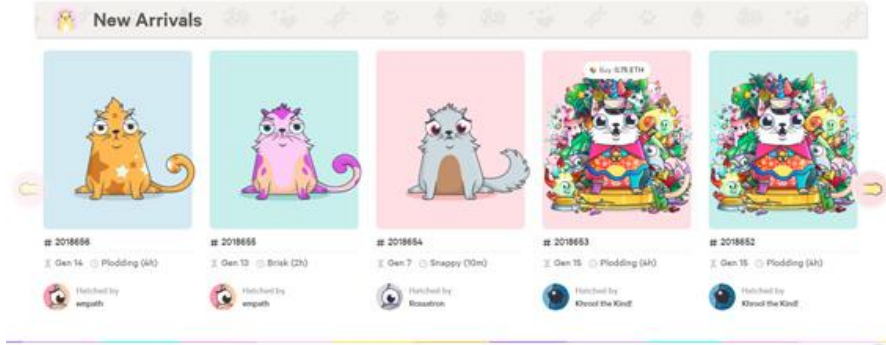 New Arrivals
Buy 0.75 ETH
# 2018656
Gen 14 Plodding (4h)
Hatched by
empath
# 2018655
Gen 13 Brisk (2h)
Hatched by
empath
# 2018654
Gen 7 Snappy (10m)
Hatched by
Rosastron
# 2018653
Gen 15 Plodding (4h)
Hatched by
Khrool the Kind!
# 2018652
Gen 15 Plodding (4h)
Hatched by
Khrool the Kind!